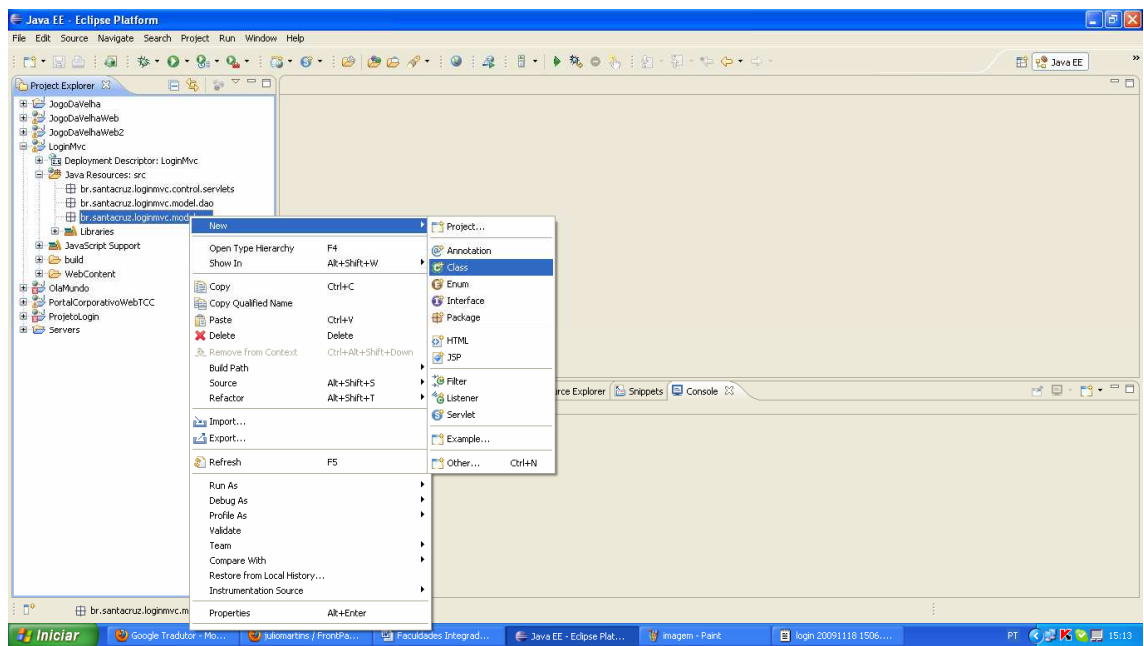 Java EE - Eclipse Platform
File Edit Source Navigate Search Project Run Window Help
Java EE
Project Explorer
JogoDaVelha
JogoDaVelhaWeb
JogoDaVelhaWeb2
LoginMvc
Deployment Descriptor: LoginMvc
Java Resources: src
br.santacruz.loginmvc.control.servlets
br.santacruz.loginmvc.model.dao
br.santacruz.loginmvc.mod
Libraries
JavaScript Support
build
WebContent
OlaMundo
PortalCorporativoWebTCC
ProjetoLogin
Servers
New
Open Type Hierarchy F4
Show In Alt+Shift+W
Copy Ctrl+C
Copy Qualified Name
Paste Ctrl+V
Delete Delete
Remove from Context Ctrl+Alt+Shift+Down
Build Path
Source Alt+Shift+S
Refactor Alt+Shift+T
Import...
Export...
Refresh F5
Run As
Debug As
Profile As
Validate
Team
Compare With
Restore from Local History...
Instrumentation Source
Properties Alt+Enter
Project...
Annotation
Class
Enum
Interface
Package
HTML
JSP
Filter
Listener
Servlet
Example...
Other... Ctrl+N
urce Explorer Snippets Console
br.santacruz.loginmvc.m
Iniciar Google Tradutor - Mo... juliomartins / FrontPa... Faculdades Integrad... Java EE - Eclipse Plat... imagem - Paint login 20091118 1506.... PT 15:13